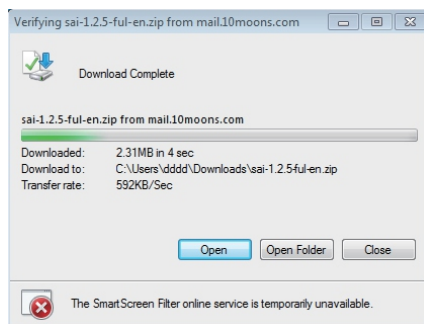 Verifying sai-1.2.5-ful-en.zip from mail.10moons.com
Download Complete
sai-1.2.5-ful-en.zip from mail.10moons.com
Downloaded: 2.31MB in 4 sec
Download to: C:\Users\dddd\Downloads\sai-1.2.5-ful-en.zip
Transfer rate: 592KB/Sec
Open Open Folder Close
The SmartScreen Filter online service is temporarily unavailable.